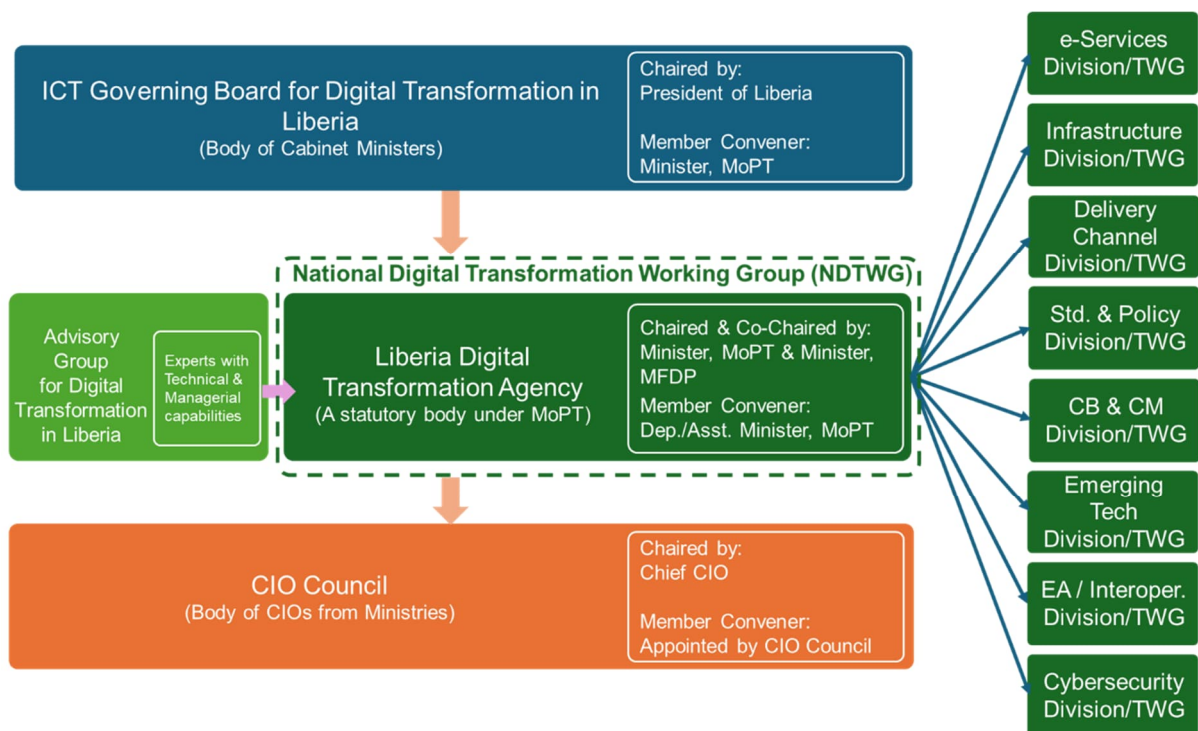 ICT Governing Board for Digital Transformation in
Liberia
(Body of Cabinet Ministers)
Chaired by:
President of Liberia
Member Convener:
Minister, MoPT
National Digital Transformation Working Group (NDTWG)
Advisory
Group
for Digital
Transformation
in Liberia
Experts with
Technical &
Managerial
capabilities
Liberia Digital
Transformation Agency
(A statutory body under MoPT)
Chaired & Co-Chaired by:
Minister, MoPT & Minister,
MFDP
Member Convener:
Dep./Asst. Minister, MoPT
CIO Council
(Body of CIOs from Ministries)
Chaired by:
Chief CIO
Member Convener:
Appointed by CIO Council
e-Services
Division/TWG
Infrastructure
Division/TWG
Delivery
Channel
Division/TWG
Std. & Policy
Division/TWG
CB & CM
Division/TWG
Emerging
Tech
Division/TWG
EA / Interoper.
Division/TWG
Cybersecurity
Division/TWG